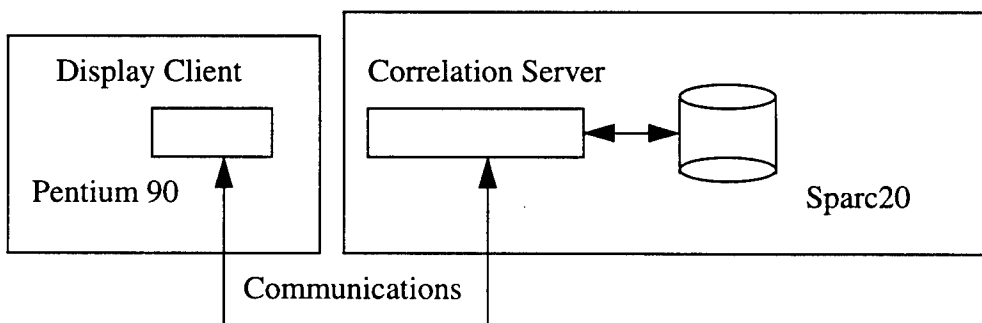 Display Client
Pentium 90
Correlation Server
Sparc20
Communications